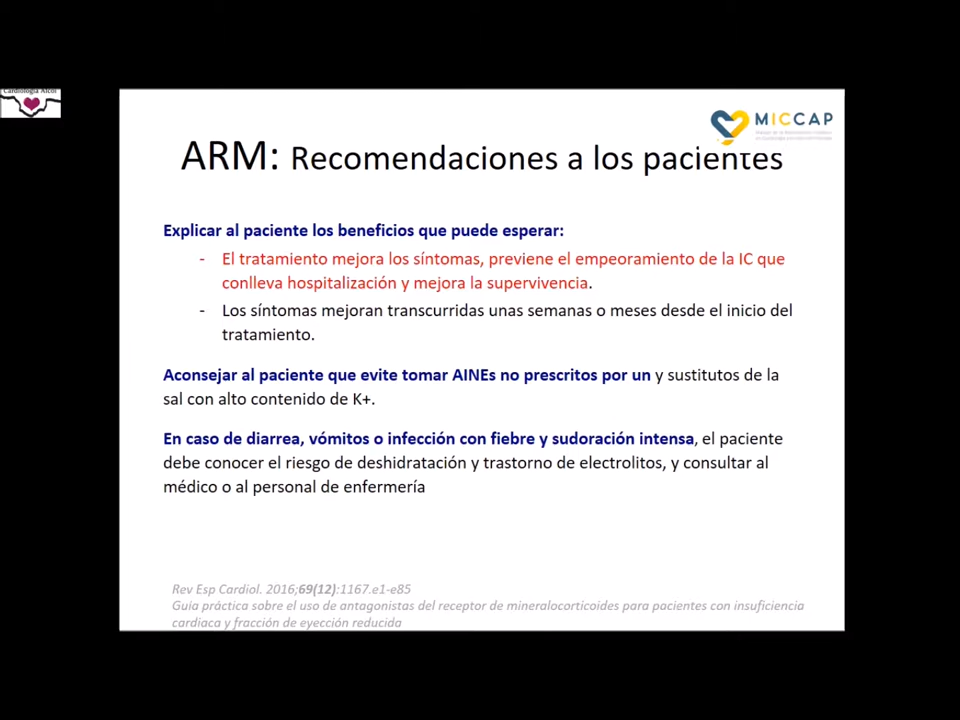 Cardiología Alcoi
MICCAP
ARM: Recomendaciones a los pacientes
Explicar al paciente los beneficios que puede esperar:
- El tratamiento mejora los síntomas, previene el empeoramiento de la IC que
conlleva hospitalización y mejora la supervivencia.
- Los síntomas mejoran transcurridas unas semanas o meses desde el inicio del
tratamiento.
Aconsejar al paciente que evite tomar AINEs no prescritos por un y sustitutos de la
sal con alto contenido de K+.
En caso de diarrea, vómitos o infección con fiebre y sudoración intensa, el paciente
debe conocer el riesgo de deshidratación y trastorno de electrolitos, y consultar al
médico o al personal de enfermería
Rev Esp Cardiol. 2016;69(12):1167.e1-e85
Guía práctica sobre el uso de antagonistas del receptor de mineralocorticoides para pacientes con insuficiencia
cardiaca y fracción de eyección reducida